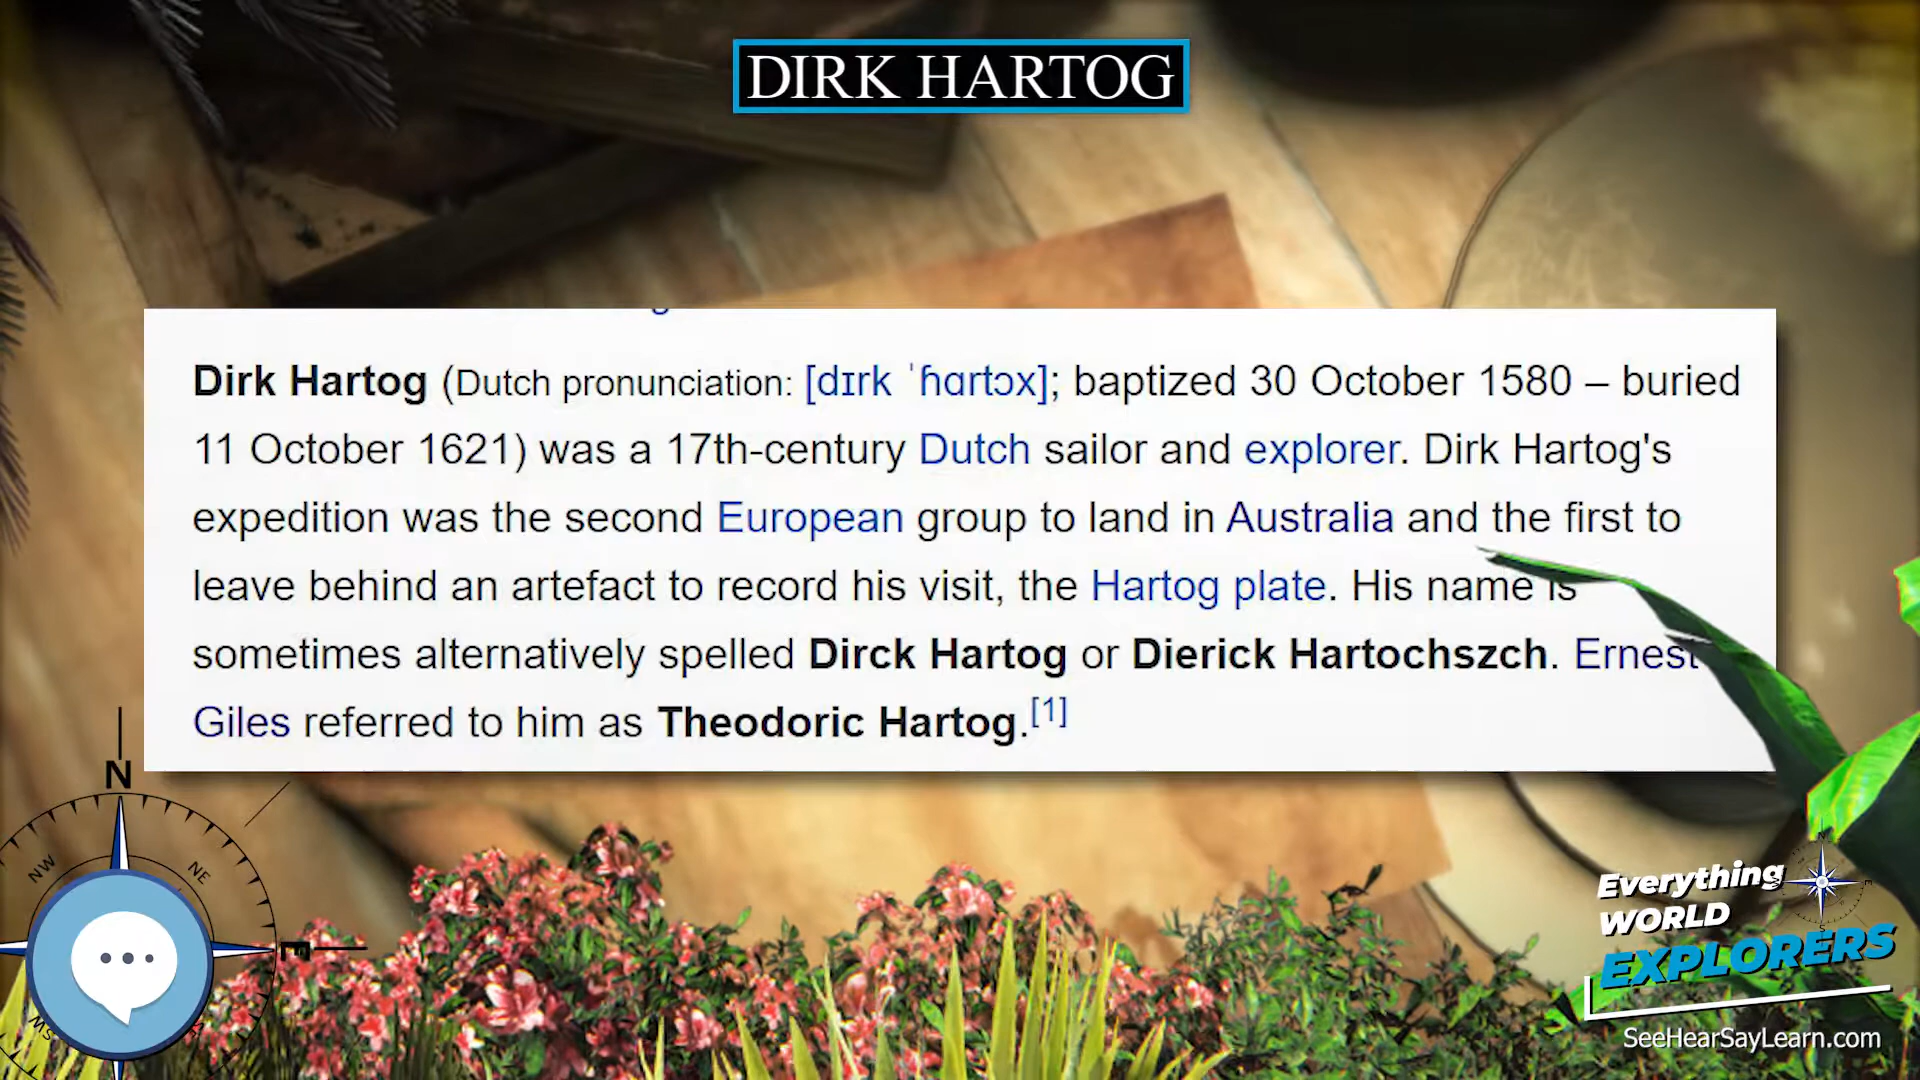 DIRK HARTOG
Dirk Hartog (Dutch pronunciation: [dɪrk ˈɦɑrtɔx]; baptized 30 October 1580 – buried
11 October 1621) was a 17th-century Dutch sailor and explorer. Dirk Hartog's
expedition was the second European group to land in Australia and the first to
leave behind an artefact to record his visit, the Hartog plate. His name is
sometimes alternatively spelled Dirck Hartog or Dierick Hartochszch. Ernest
Giles referred to him as Theodoric Hartog.[1]
N
NW
NE
E
Everything
WORLD
EXPLORERS
SeeHearSayLearn.com